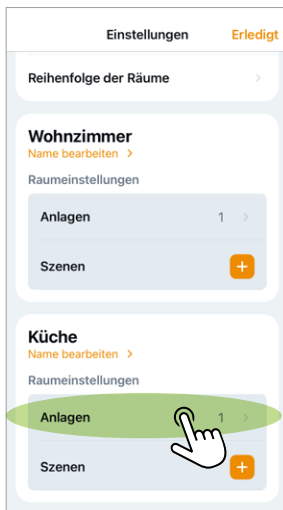 Einstellungen Erledigt
Reihenfolge der Räume >
Wohnzimmer
Name bearbeiten >
Raumeinstellungen
Anlagen 1 >
Szenen +
Küche
Name bearbeiten >
Raumeinstellungen
Anlagen 1 >
Szenen +